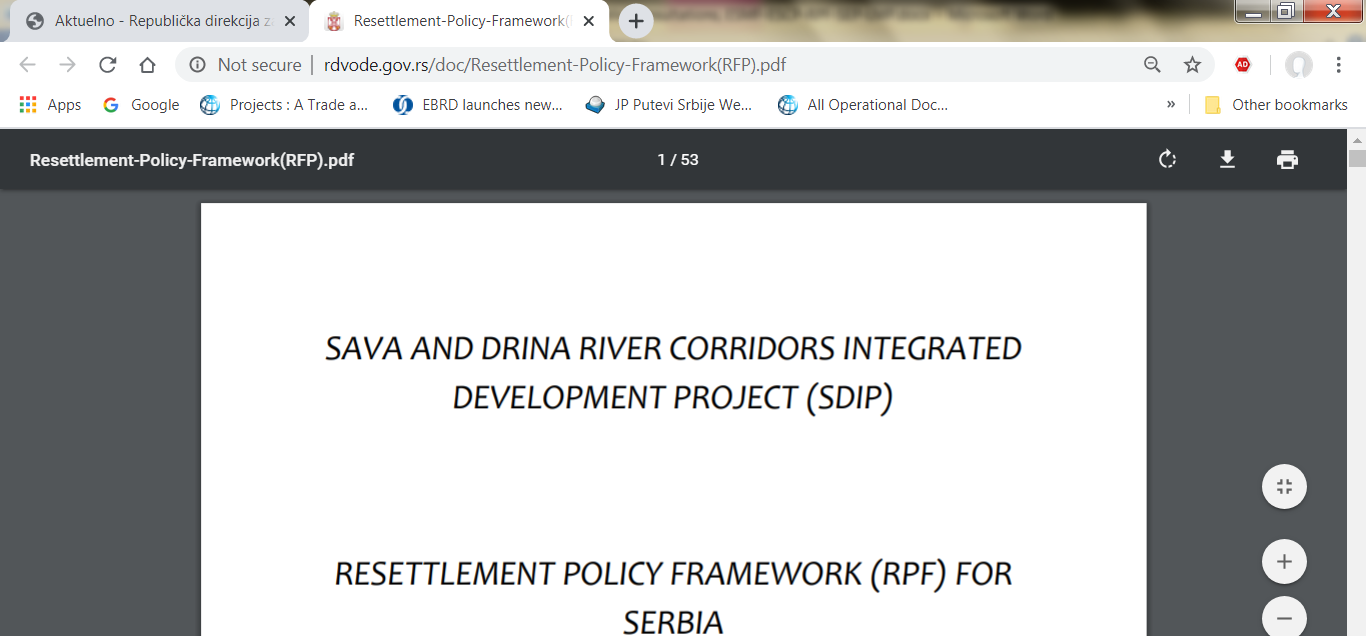 Aktuelno - Republička direkcija za
Resettlement-Policy-Framework(
Not secure | rdvode.gov.rs/doc/Resettlement-Policy-Framework(RFP).pdf
AD
Apps Google Projects : A Trade a... EBRD launches new... JP Putevi Srbije We... All Operational Doc... » Other bookmarks
Resettlement-Policy-Framework(RFP).pdf 1 / 53
SAVA AND DRINA RIVER CORRIDORS INTEGRATED
DEVELOPMENT PROJECT (SDIP)
RESETTLEMENT POLICY FRAMEWORK (RPF) FOR
SERBIA